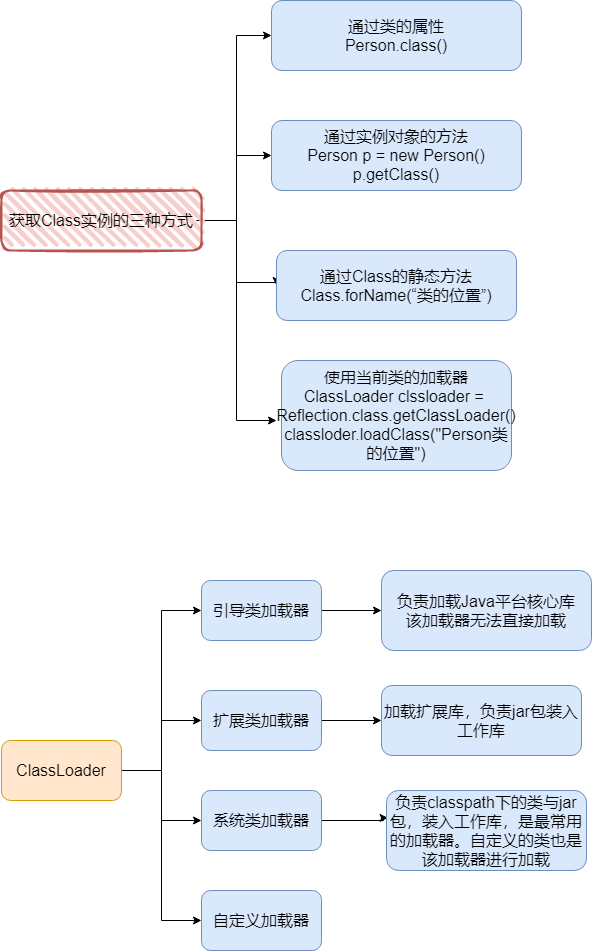 通过类的属性
Person.class()
通过实例对象的方法
Person p = new Person()
p.getClass()
获取Class实例的三种方式
通过Class的静态方法
Class.forName(“类的位置”)
使用当前类的加载器
ClassLoader clssloader =
Reflection.class.getClassLoader()
classloder.loadClass("Person类
的位置")
引导类加载器
负责加载Java平台核心库
该加载器无法直接加载
扩展类加载器
加载扩展库，负责jar包装入
工作库
ClassLoader
系统类加载器
负责classpath下的类与jar
包，装入工作库，是最常用
的加载器。自定义的类也是
该加载器进行加载
自定义加载器